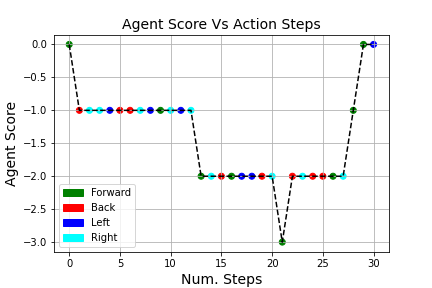 Agent Score Vs Action Steps
0.0
−0.5
−1.0
−1.5
−2.0
−2.5
−3.0
Agent Score
Forward
Back
Left
Right
0 5 10 15 20 25 30
Num. Steps